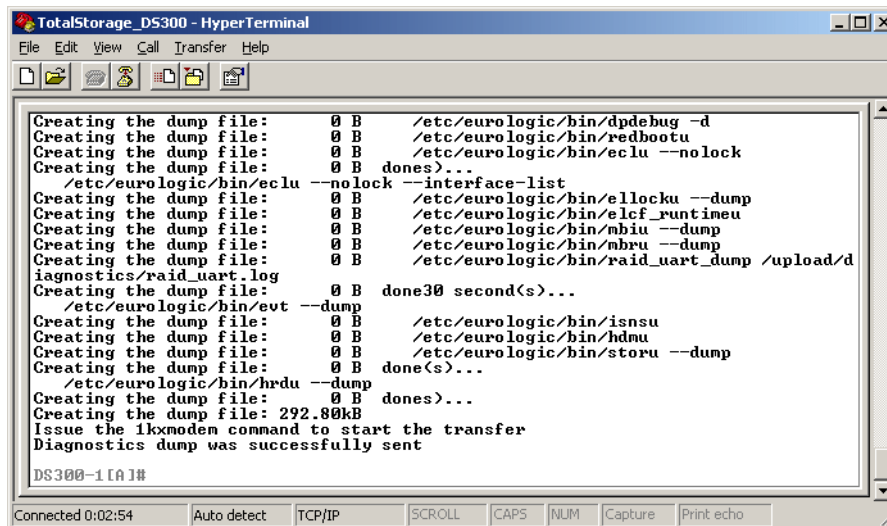 TotalStorage_DS300 - HyperTerminal
File Edit View Call Transfer Help
Creating the dump file: 0 B /etc/eurologic/bin/dpdebug -d
Creating the dump file: 0 B /etc/eurologic/bin/redbootu
Creating the dump file: 0 B /etc/eurologic/bin/eclu --nolock
Creating the dump file: 0 B dones)...
/etc/eurologic/bin/eclu --nolock --interface-list
Creating the dump file: 0 B /etc/eurologic/bin/ellocku --dump
Creating the dump file: 0 B /etc/eurologic/bin/elcf_runtimeu
Creating the dump file: 0 B /etc/eurologic/bin/mbiu --dump
Creating the dump file: 0 B /etc/eurologic/bin/mbru --dump
Creating the dump file: 0 B /etc/eurologic/bin/raid_uart_dump /upload/d
iagnostics/raid_uart.log
Creating the dump file: 0 B done30 second(s)...
/etc/eurologic/bin/evt --dump
Creating the dump file: 0 B /etc/eurologic/bin/isnsu
Creating the dump file: 0 B /etc/eurologic/bin/hdmu
Creating the dump file: 0 B /etc/eurologic/bin/storu --dump
Creating the dump file: 0 B done(s)...
/etc/eurologic/bin/hrdu --dump
Creating the dump file: 0 B dones)...
Creating the dump file: 292.80kB
Issue the 1kxmodem command to start the transfer
Diagnostics dump was successfully sent
DS300-1[A]#
Connected 0:02:54 Auto detect TCP/IP SCROLL CAPS NUM Capture Print echo